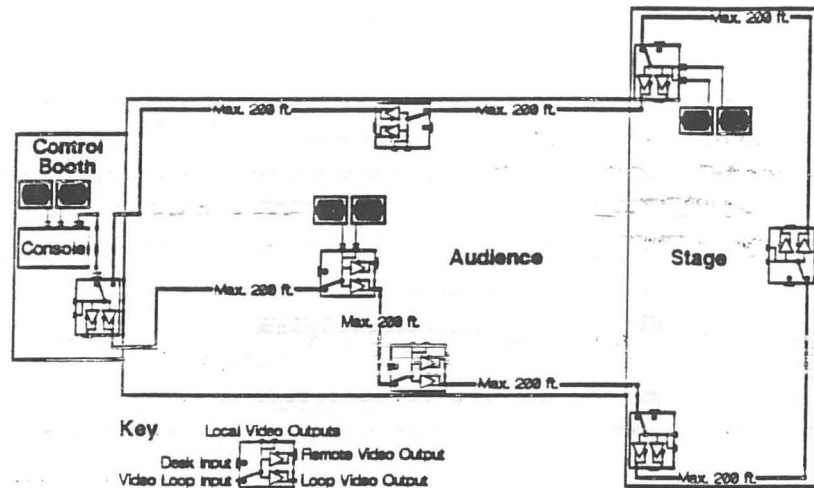 Max. 200 ft.
Max. 200 ft.
Max. 200 ft.
Control
Booth
Console
Audience
Stage
Max. 200 ft.
Max. 200 ft.
Max. 200 ft.
Key
Local Video Outputs
Desk Input
Remote Video Output
Video Loop Input
Loop Video Output
Max. 200 ft.